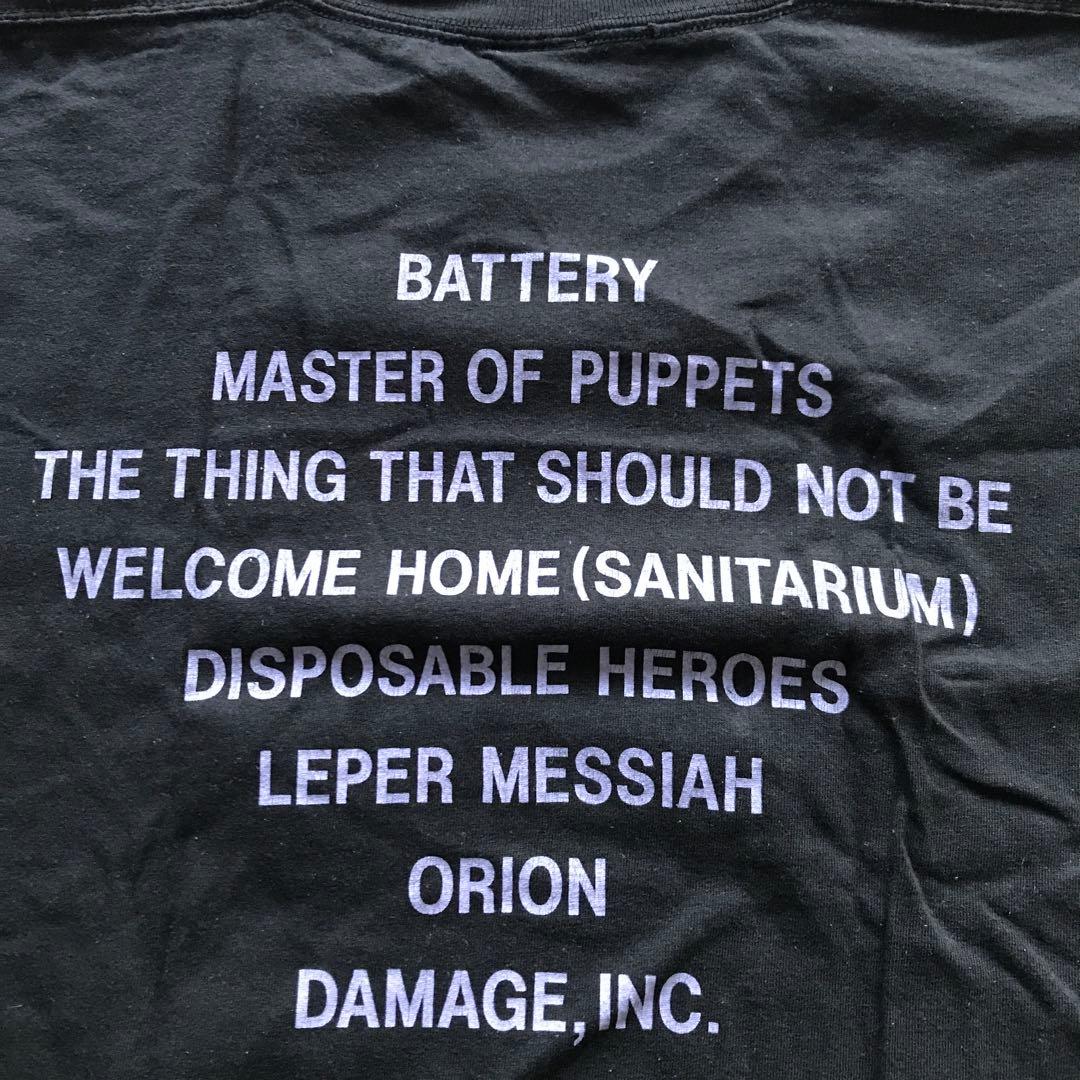 BATTERY
MASTER OF PUPPETS
THE THING THAT SHOULD NOT BE
WELCOME HOME (SANITARIUM)
DISPOSABLE HEROES
LEPER MESSIAH
ORION
DAMAGE, INC.